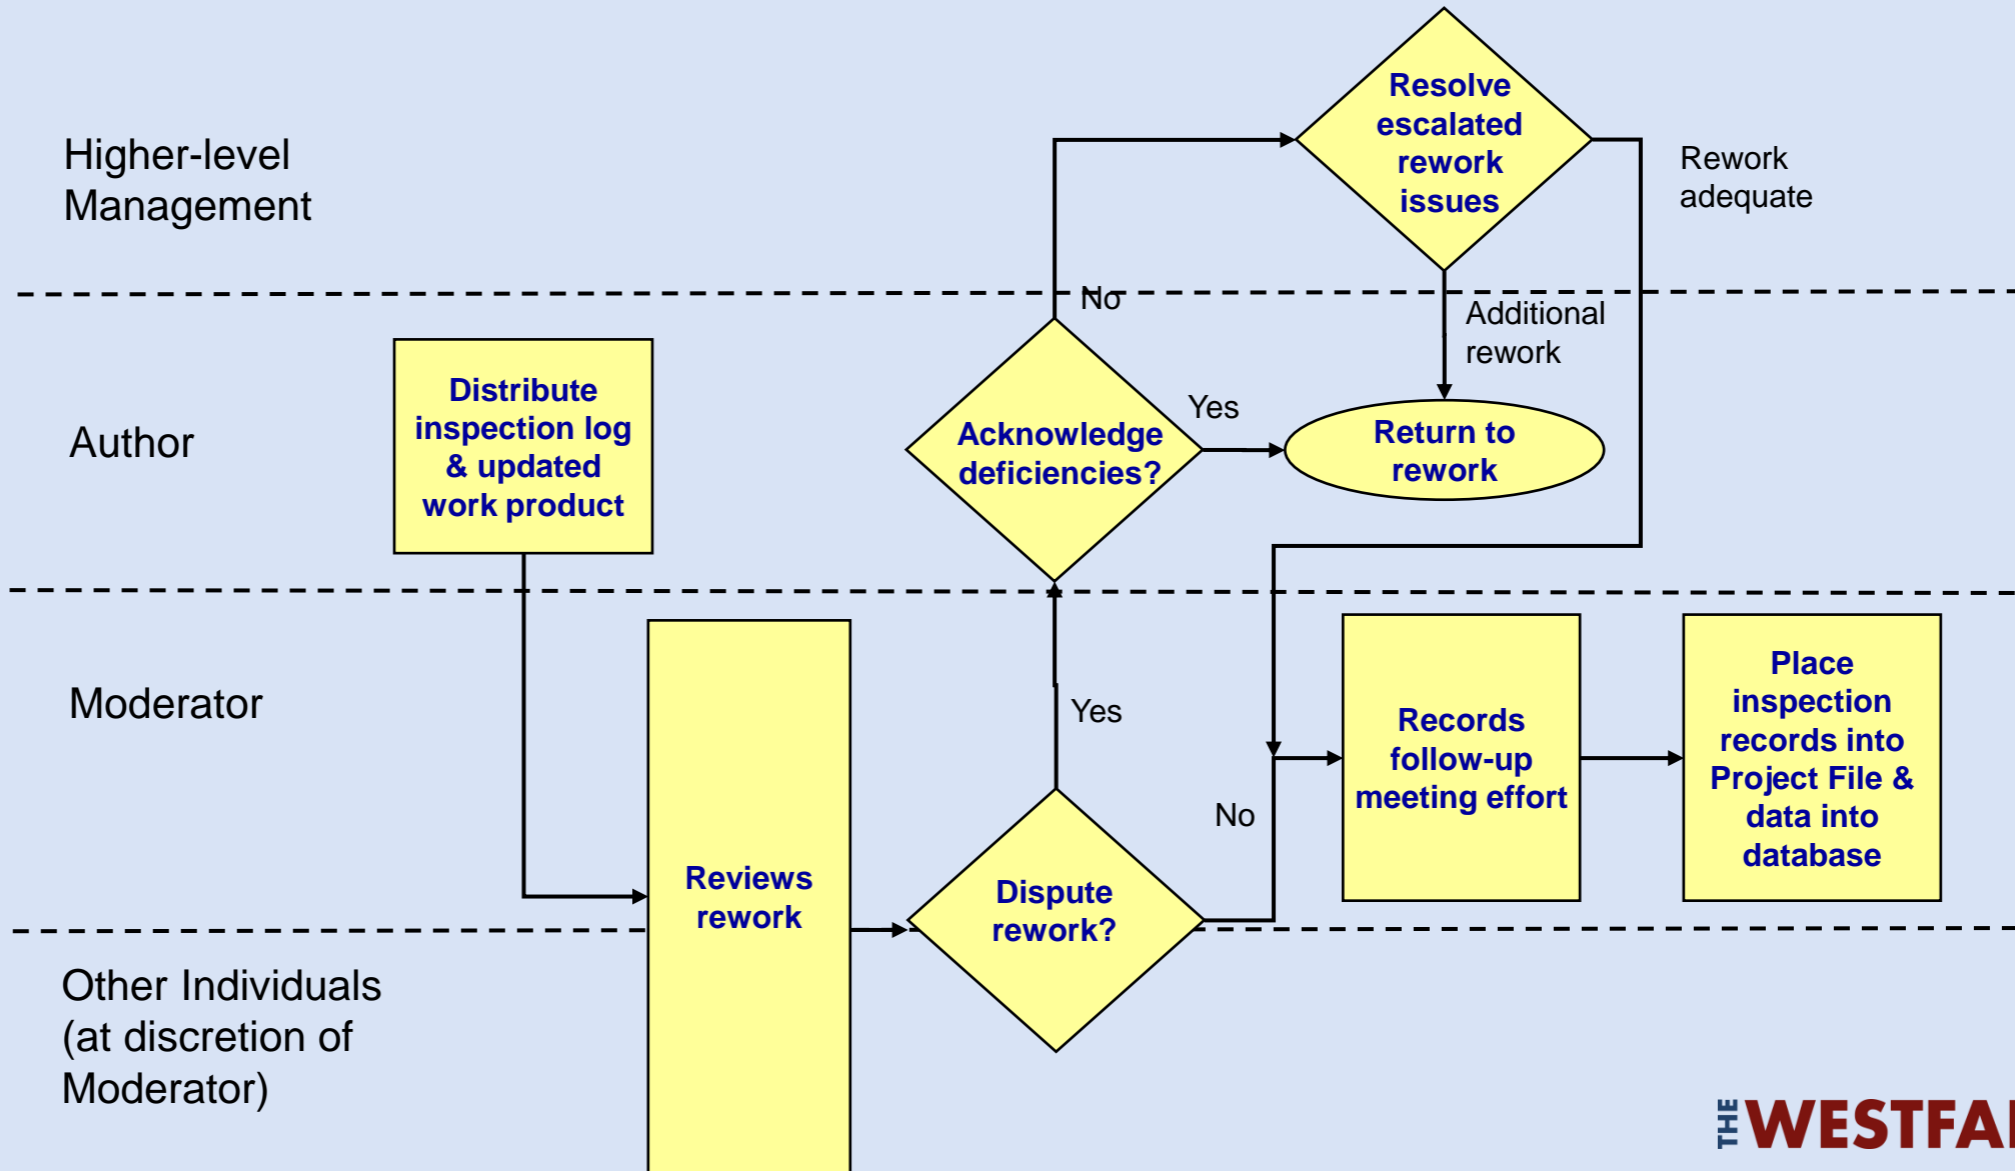 Higher-level
Management
Resolve
escalated
rework
issues
Rework
adequate
No
Additional
rework
Author
Distribute
inspection log
& updated
work product
Acknowledge
deficiencies?
Yes
Return to
rework
Moderator
Reviews
rework
Yes
Dispute
rework?
No
Records
follow-up
meeting effort
Place
inspection
records into
Project File &
data into
database
Other Individuals
(at discretion of
Moderator)
THE